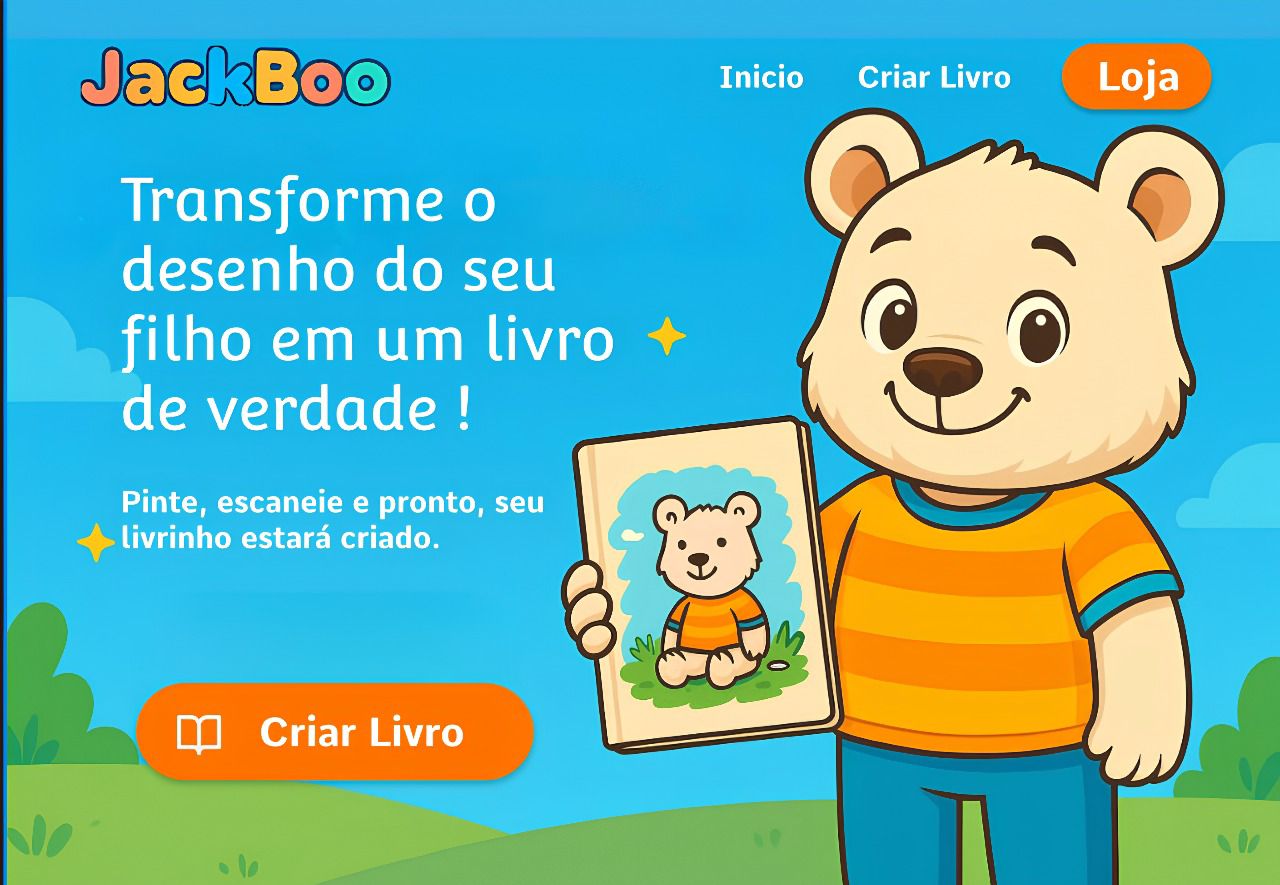 JackBoo
Inicio
Criar Livro
Loja
Transforme o
desenho do seu
filho em um livro
de verdade !
Pinte, escaneie e pronto, seu
livrinho estará criado.
Criar Livro